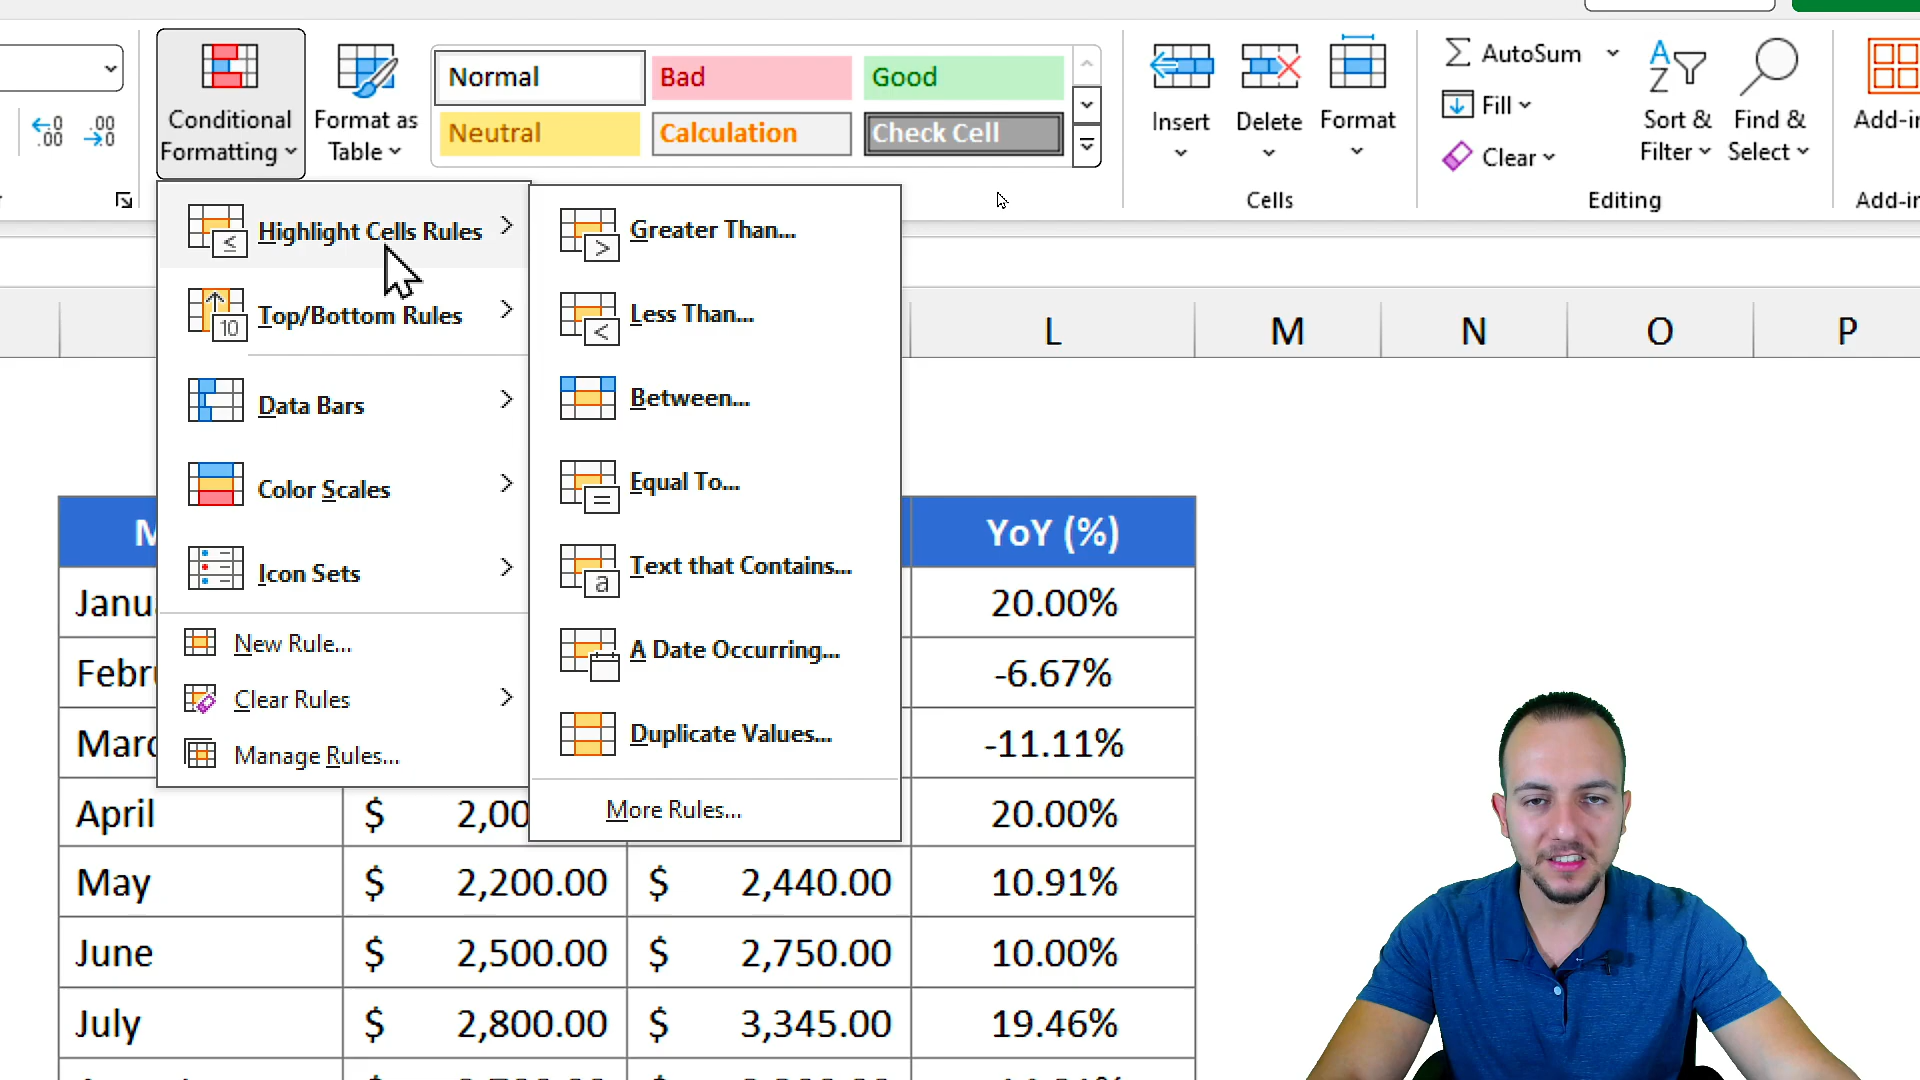 Conditional
Formatting
Format as
Table
Normal
Bad
Good
Neutral
Calculation
Check Cell
Insert
Delete
Format
Cells
AutoSum
Fill
Clear
Sort &
Filter
Find &
Select
Editing
.00
.00
Highlight Cells Rules
Top/Bottom Rules
10
Data Bars
Color Scales
Icon Sets
New Rule...
Clear Rules
Manage Rules...
Greater Than...
Less Than...
Between...
Equal To...
Text that Contains...
A Date Occurring...
Duplicate Values...
More Rules...
L M N O P
YoY (%)
20.00%
-6.67%
-11.11%
April $ 2,00 20.00%
May $ 2,200.00 $ 2,440.00 10.91%
June $ 2,500.00 $ 2,750.00 10.00%
July $ 2,800.00 $ 3,345.00 19.46%